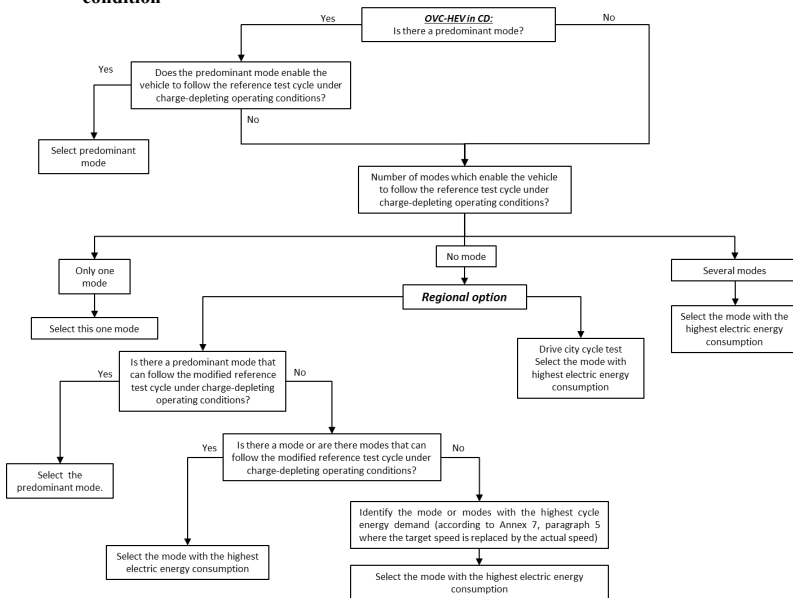 condition
OVC-HEV in CD:
Is there a predominant mode?
Yes
No
Does the predominant mode enable the
vehicle to follow the reference test cycle under
charge-depleting operating conditions?
Yes
No
Select predominant
mode
Number of modes which enable the vehicle
to follow the reference test cycle under
charge-depleting operating conditions?
Only one
mode
No mode
Several modes
Select this one mode
Regional option
Select the mode with the
highest electric energy
consumption
Is there a predominant mode that
can follow the modified reference
test cycle under charge-depleting
operating conditions?
Yes
No
Drive city cycle test
Select the mode with
highest electric energy
consumption
Select the
predominant mode.
Is there a mode or are there modes that can
follow the modified reference test cycle under
charge-depleting operating conditions?
Yes
No
Select the mode with the highest
electric energy consumption
Identify the mode or modes with the highest cycle
energy demand (according to Annex 7, paragraph 5
where the target speed is replaced by the actual speed)
Select the mode with the highest electric energy
consumption